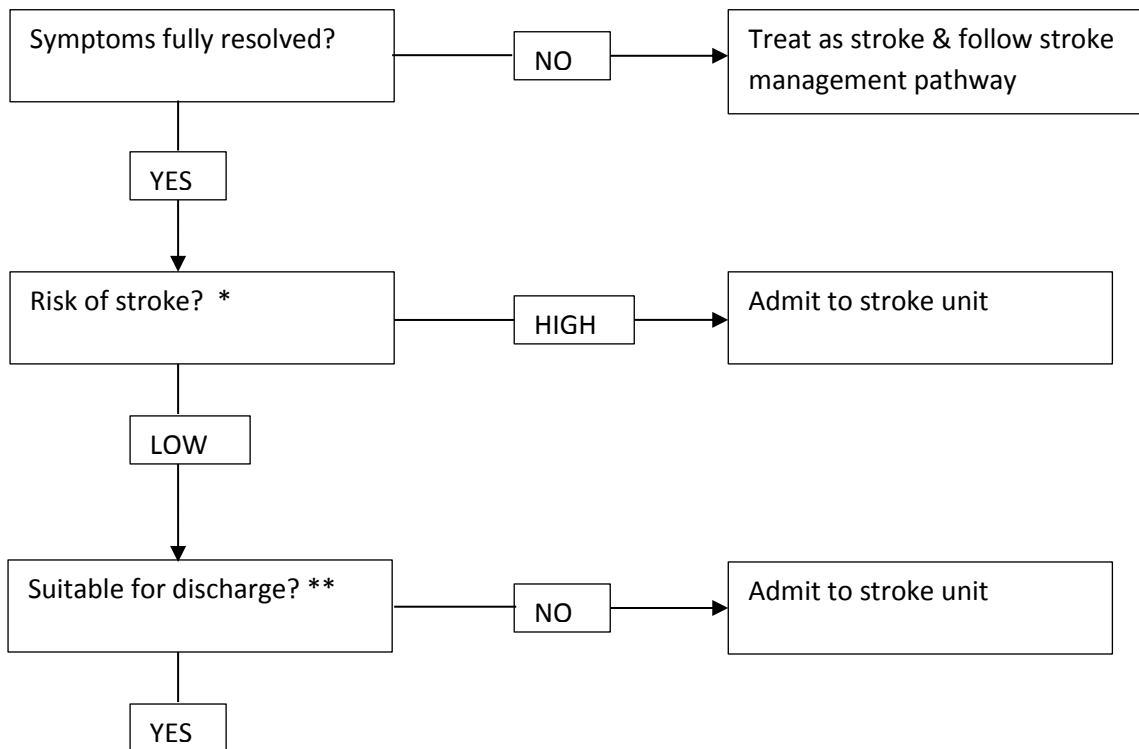 Symptoms fully resolved?
NO
Treat as stroke & follow stroke
management pathway
YES
Risk of stroke? *
HIGH
Admit to stroke unit
LOW
Suitable for discharge? **
NO
Admit to stroke unit
YES